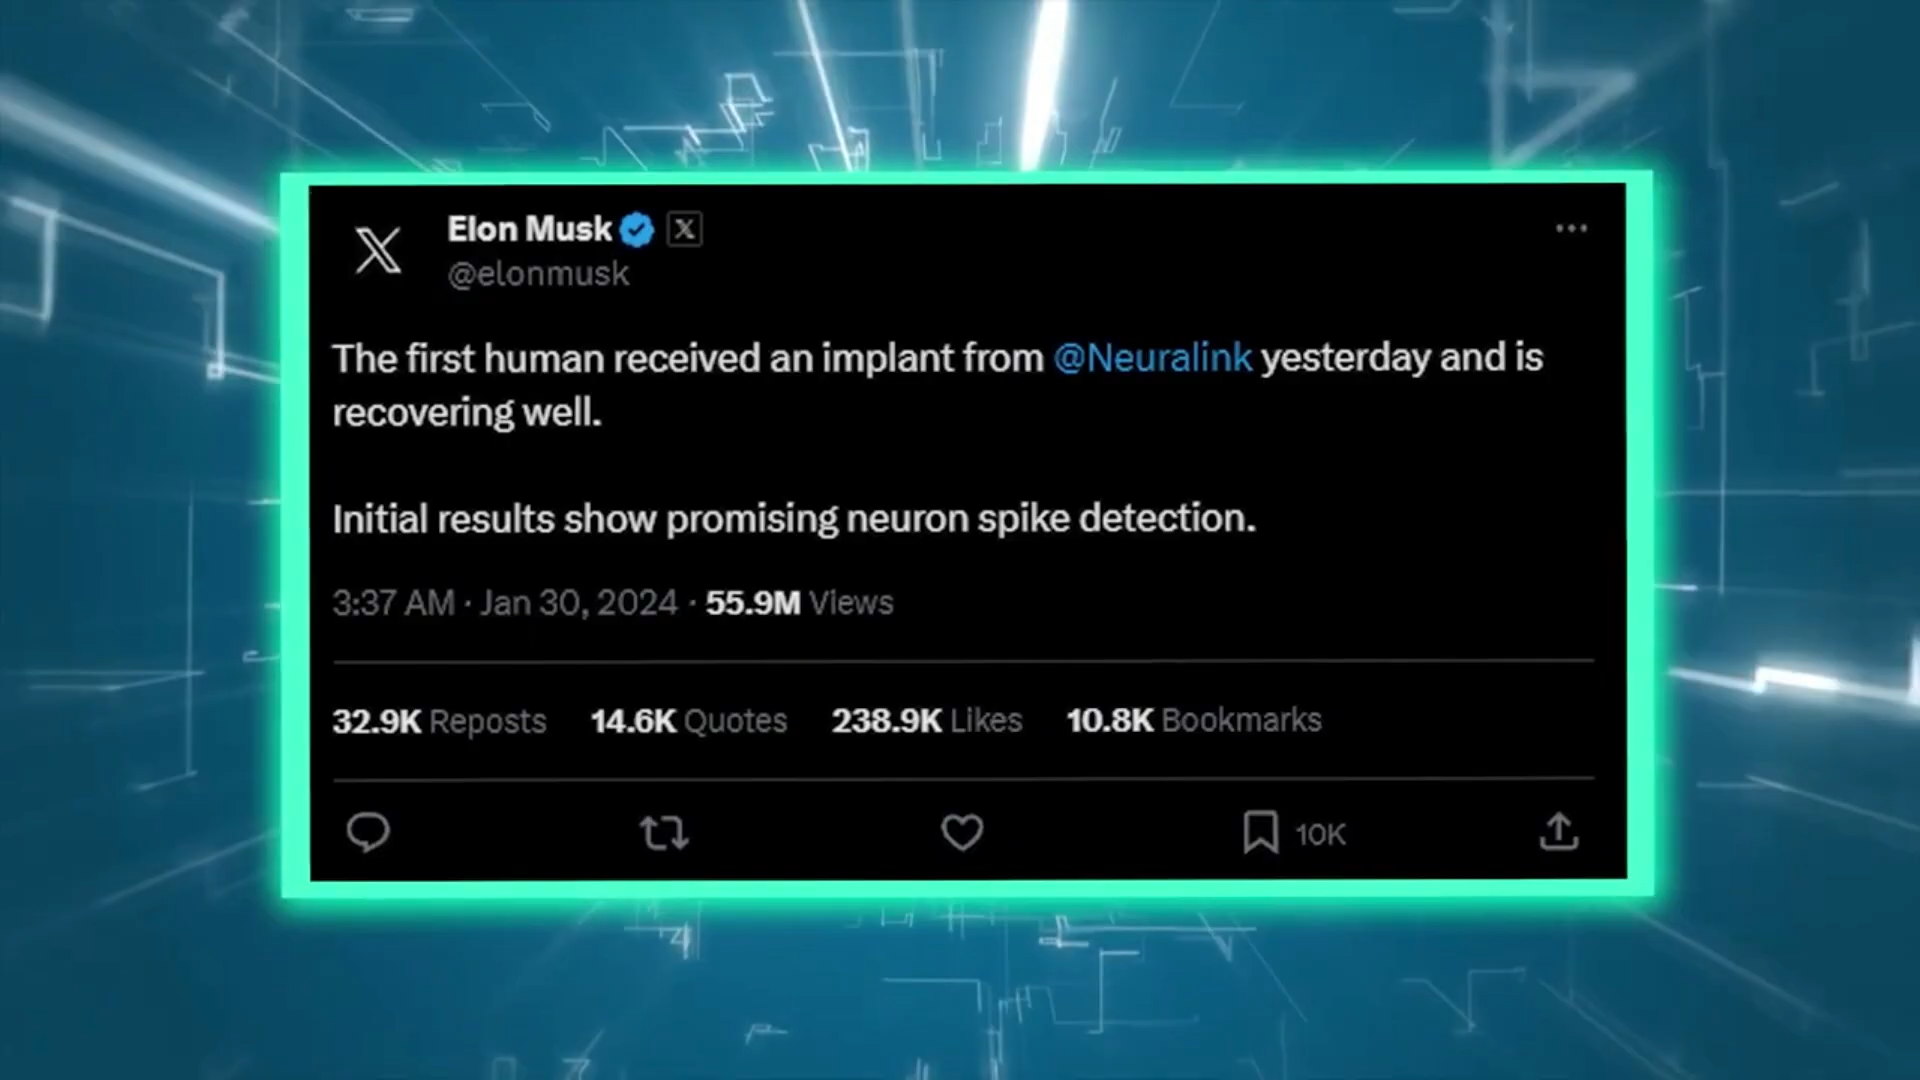 Elon Musk
@elonmusk
The first human received an implant from @Neuralink yesterday and is
recovering well.
Initial results show promising neuron spike detection.
3:37 AM · Jan 30, 2024 · 55.9M Views
32.9K Reposts 14.6K Quotes 238.9K Likes 10.8K Bookmarks
10K